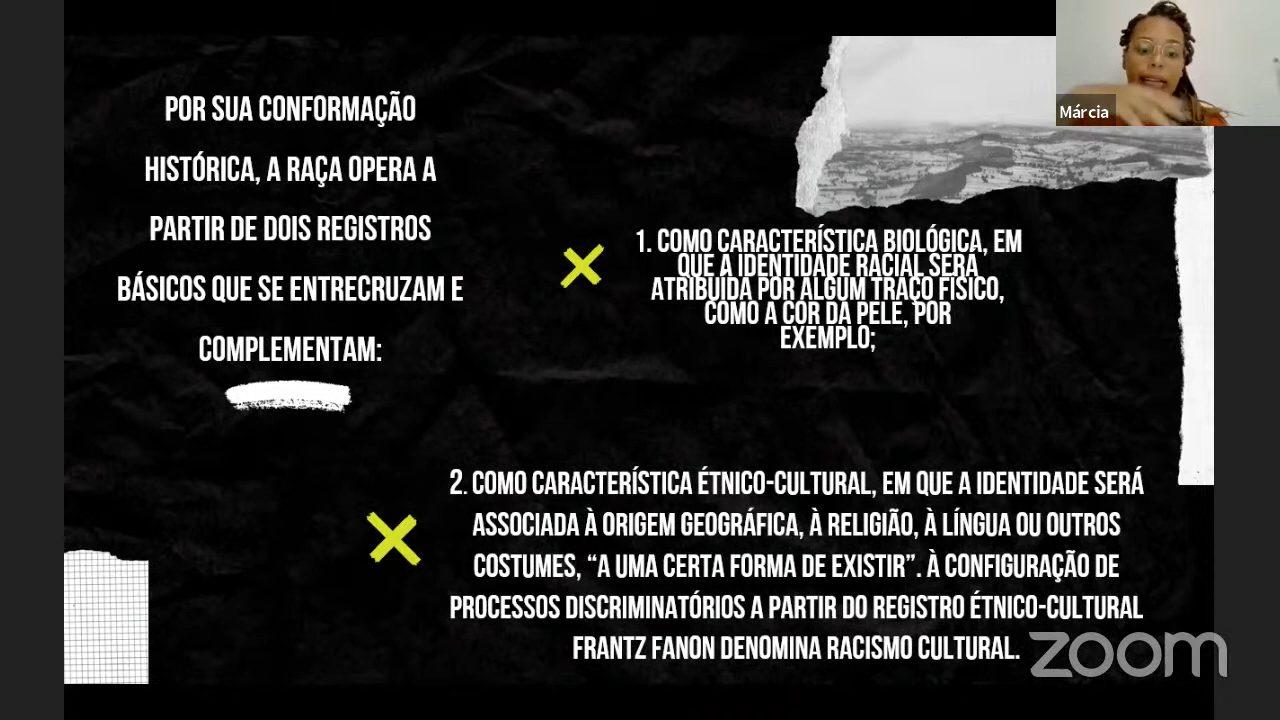 POR SUA CONFORMAÇÃO
HISTÓRICA, A RAÇA OPERA A
PARTIR DE DOIS REGISTROS
BÁSICOS QUE SE ENTRECRUZAM E
COMPLEMENTAM:
Márcia
1. COMO CARACTERÍSTICA BIOLÓGICA, EM
QUE A IDENTIDADE RACIAL SERÁ
ATRIBUÍDA POR ALGUM TRAÇO FÍSICO,
COMO A COR DA PELE, POR
EXEMPLO;
2. COMO CARACTERÍSTICA ÉTNICO-CULTURAL, EM QUE A IDENTIDADE SERÁ
ASSOCIADA À ORIGEM GEOGRÁFICA, À RELIGIÃO, À LÍNGUA OU OUTROS
COSTUMES, “A UMA CERTA FORMA DE EXISTIR”. À CONFIGURAÇÃO DE
PROCESSOS DISCRIMINATÓRIOS A PARTIR DO REGISTRO ÉTNICO-CULTURAL
FRANTZ FANON DENOMINA RACISMO CULTURAL.
zoom